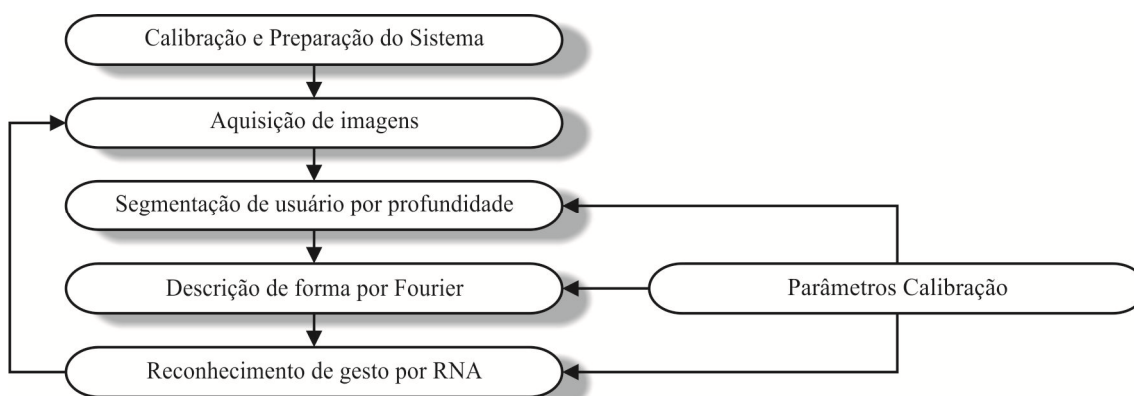 Calibração e Preparação do Sistema
Aquisição de imagens
Segmentação de usuário por profundidade
Descrição de forma por Fourier
Parâmetros Calibração
Reconhecimento de gesto por RNA